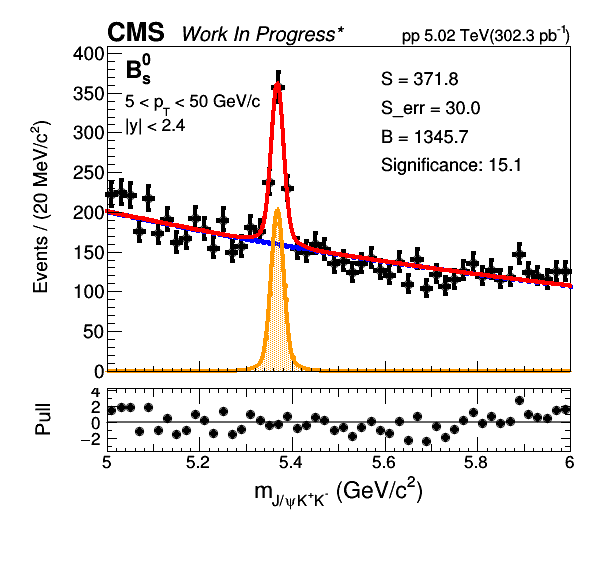 CMS Work In Progress* pp 5.02 TeV(302.3 pb⁻¹)
400
350
300
250
200
150
100
50
0
Events / (20 MeV/c²)
B⁰ₛ
5 < p_T < 50 GeV/c
|y| < 2.4
S = 371.8
S_err = 30.0
B = 1345.7
Significance: 15.1
4
2
0
−2
Pull
5 5.2 5.4 5.6 5.8 6
m_{J/ψK⁺K⁻} (GeV/c²)